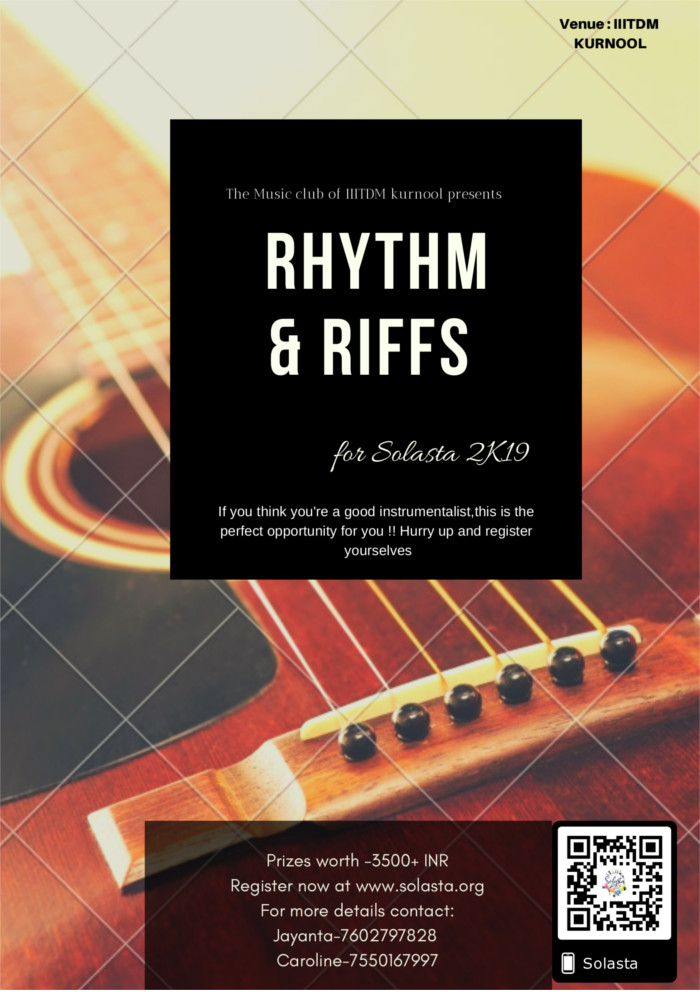 Venue : IIITDM
KURNOOL
The Music club of IIITDM kurnool presents
RHYTHM
& RIFFS
for Solasta 2K19
If you think you're a good instrumentalist,this is the
perfect opportunity for you !! Hurry up and register
yourselves
Prizes worth -3500+ INR
Register now at www.solasta.org
For more details contact:
Jayanta-7602797828
Caroline-7550167997
Solasta